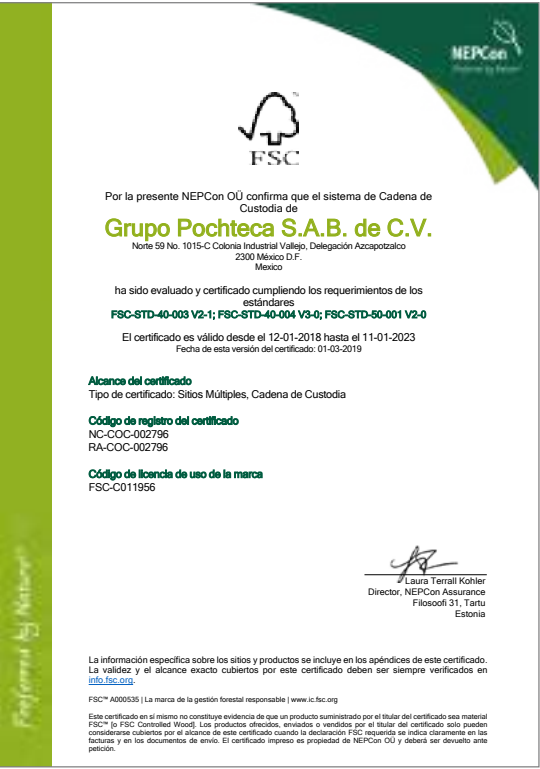 NEPCon
Preferred by Nature
FSC
Por la presente NEPCon OÜ confirma que el sistema de Cadena de
Custodia de
Grupo Pochteca S.A.B. de C.V.
Norte 59 No. 1015-C Colonia Industrial Vallejo, Delegación Azcapotzalco
2300 México D.F.
Mexico
ha sido evaluado y certificado cumpliendo los requerimientos de los
estándares
FSC-STD-40-003 V2-1; FSC-STD-40-004 V3-0; FSC-STD-50-001 V2-0
El certificado es válido desde el 12-01-2018 hasta el 11-01-2023
Fecha de esta versión del certificado: 01-03-2019
Alcance del certificado
Tipo de certificado: Sitios Múltiples, Cadena de Custodia
Código de registro del certificado
NC-COC-002796
RA-COC-002796
Código de licencia de uso de la marca
FSC-C011956
Laura Terrall Kohler
Director, NEPCon Assurance
Filosoofi 31, Tartu
Estonia
La información específica sobre los sitios y productos se incluye en los apéndices de este certificado.
La validez y el alcance exacto cubiertos por este certificado deben ser siempre verificados en
info.fsc.org.
FSC™ A000535 | La marca de la gestión forestal responsable | www.ic.fsc.org
Este certificado en sí mismo no constituye evidencia de que un producto suministrado por el titular del certificado sea material
FSC™ [o FSC Controlled Wood]. Los productos ofrecidos, enviados o vendidos por el titular del certificado solo pueden
considerarse cubiertos por el alcance de este certificado cuando la declaración FSC requerida se indica claramente en las
facturas y en los documentos de envío. El certificado impreso es propiedad de NEPCon OÜ y deberá ser devuelto ante
petición.
Preferred by Nature™